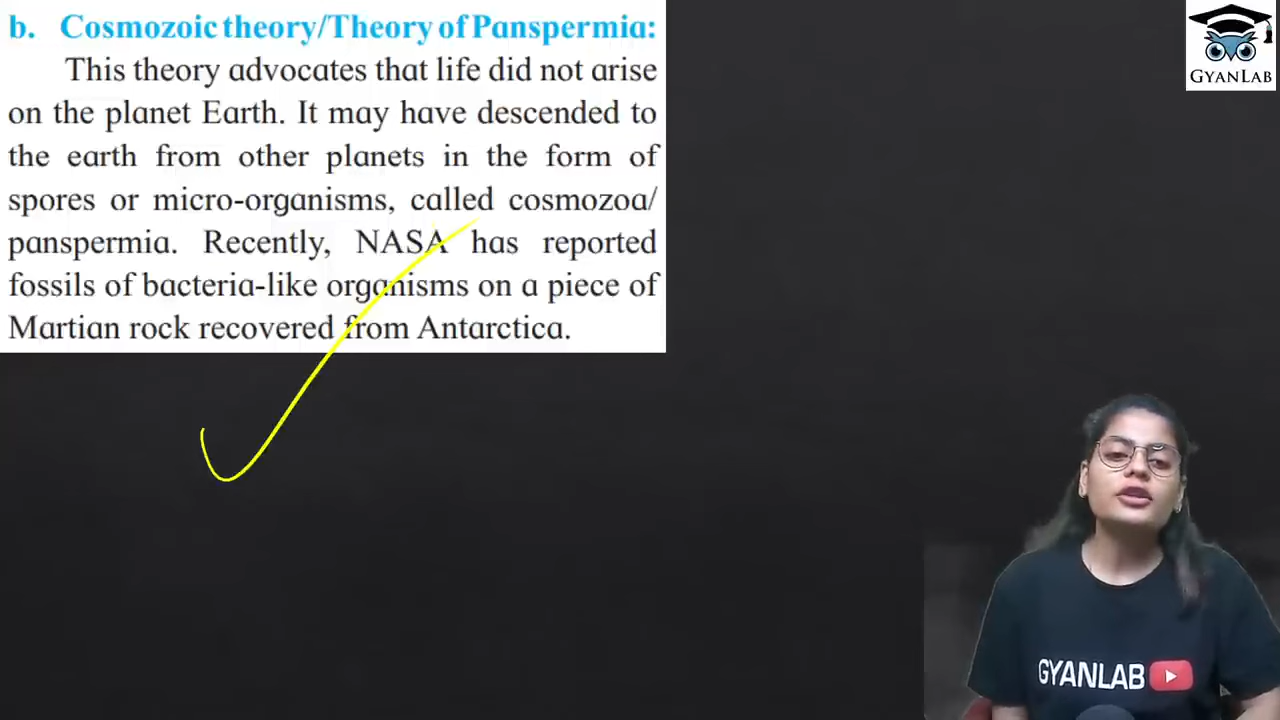 b. Cosmozoic theory/Theory of Panspermia:
This theory advocates that life did not arise
on the planet Earth. It may have descended to
the earth from other planets in the form of
spores or micro-organisms, called cosmozoa/
panspermia. Recently, NASA has reported
fossils of bacteria-like organisms on a piece of
Martian rock recovered from Antarctica.
GYANLAB
GYANLAB